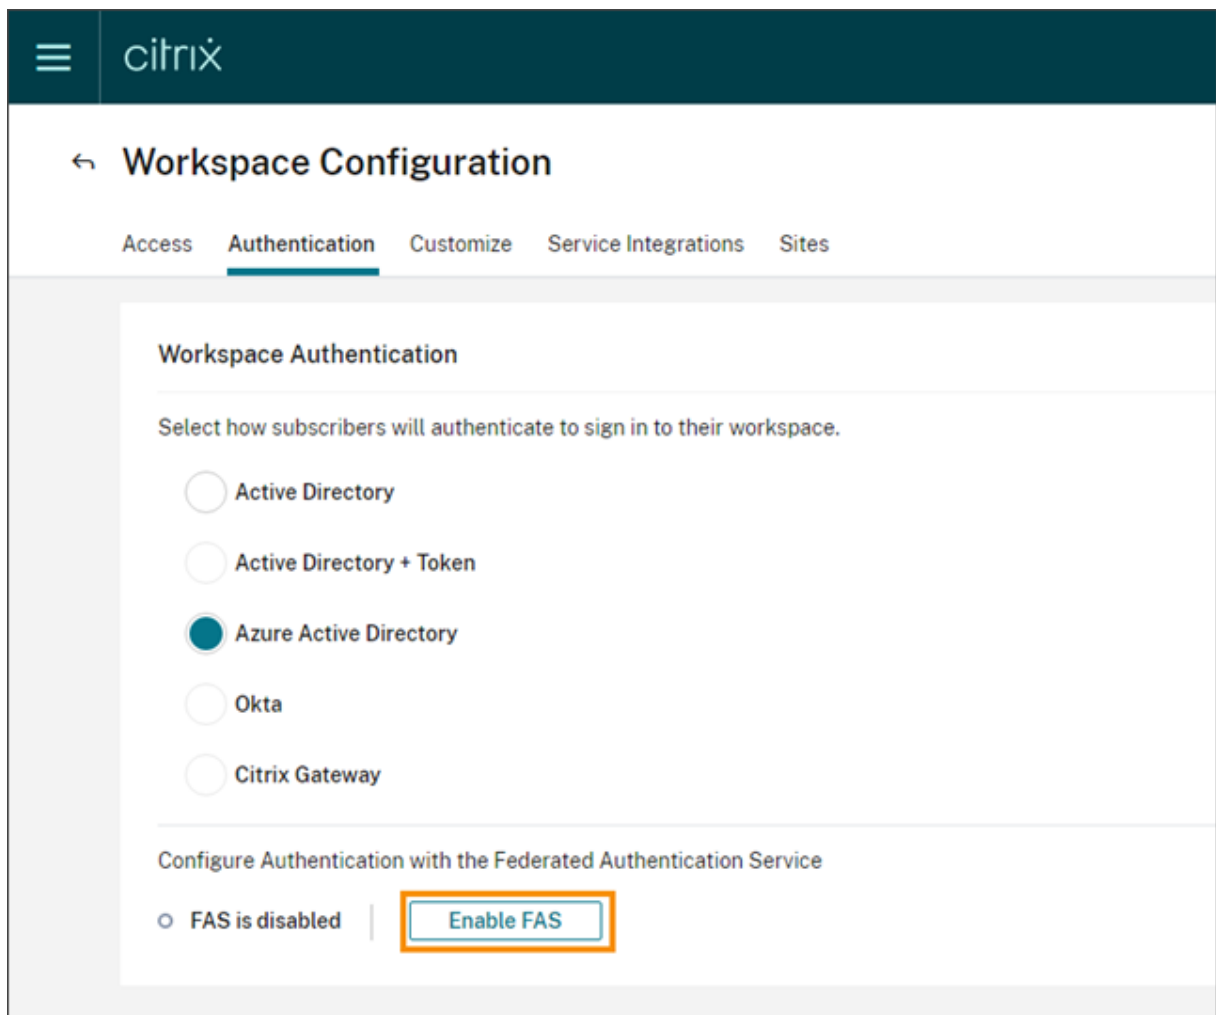 citrix
Workspace Configuration
Access Authentication Customize Service Integrations Sites
Workspace Authentication
Select how subscribers will authenticate to sign in to their workspace.
Active Directory
Active Directory + Token
Azure Active Directory
Okta
Citrix Gateway
Configure Authentication with the Federated Authentication Service
FAS is disabled Enable FAS